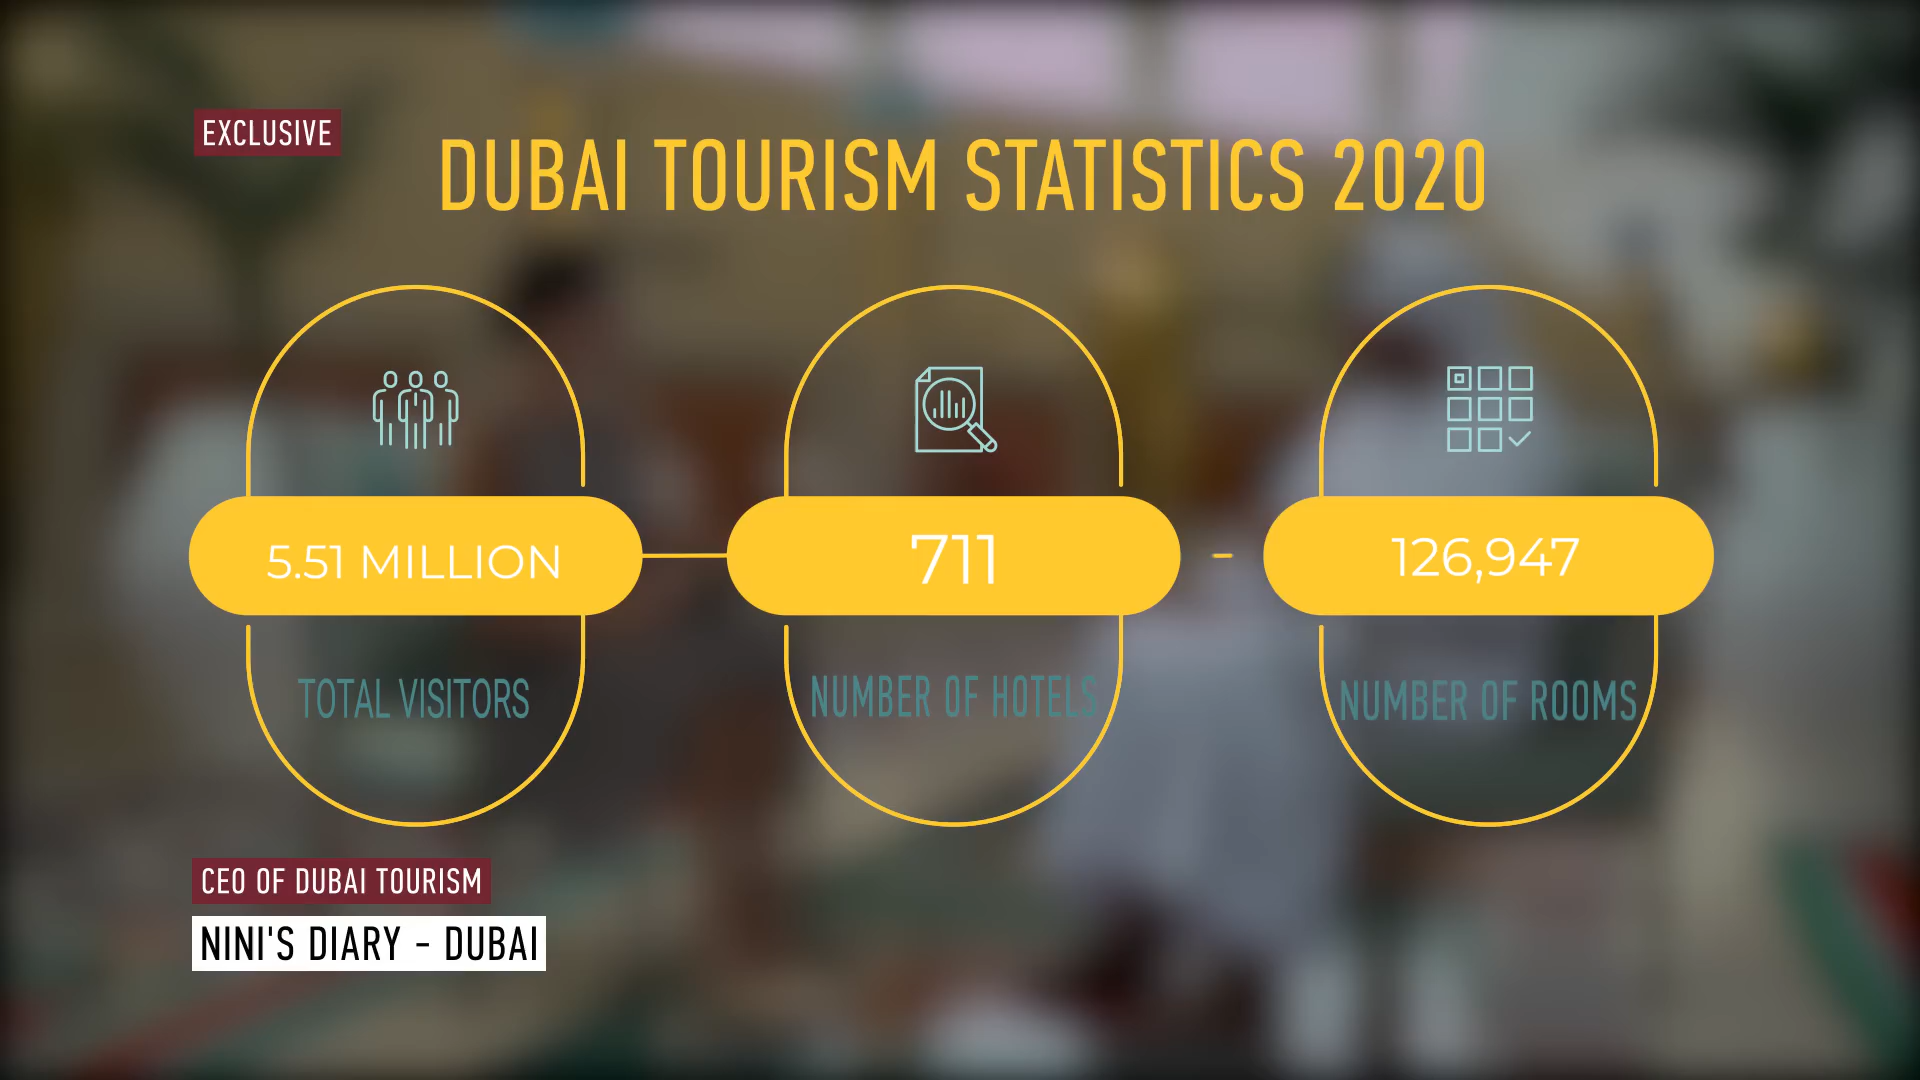 EXCLUSIVE
DUBAI TOURISM STATISTICS 2020
5.51 MILLION
711
126,947
TOTAL VISITORS
NUMBER OF HOTELS
NUMBER OF ROOMS
CEO OF DUBAI TOURISM
NINI'S DIARY - DUBAI